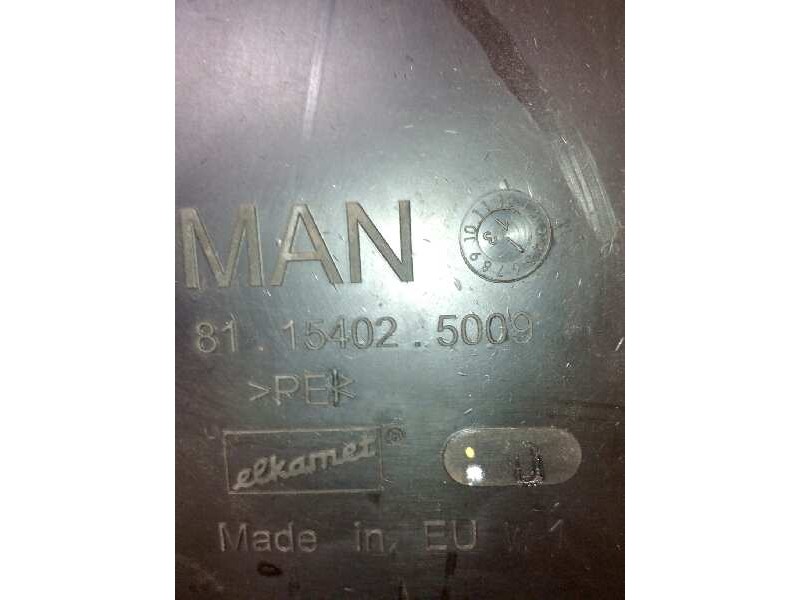 MAN
81.15402.5009
>PE<
elkamet®
Made in EU